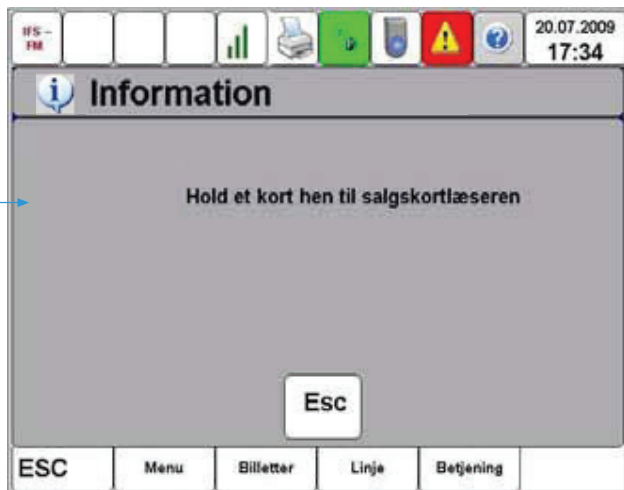 IFS -
FM
20.07.2009
17:34
Information
Hold et kort hen til salgskortlæseren
Esc
ESC Menu Billetter Linje Betjening